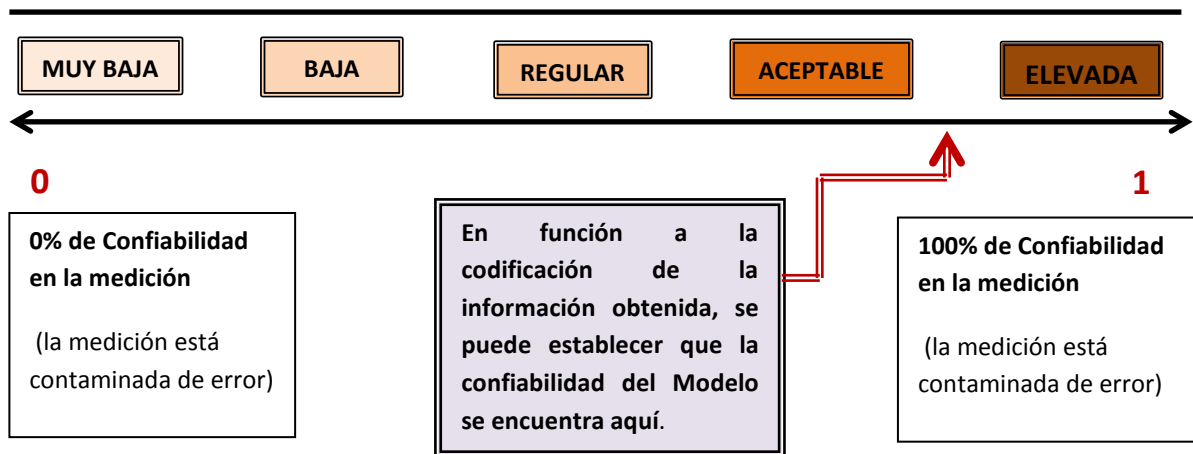 MUY BAJA
BAJA
REGULAR
ACEPTABLE
ELEVADA
0
1
0% de Confiabilidad
en la medición
(la medición está
contaminada de error)
En función a la
codificación de la
información obtenida, se
puede establecer que la
confiabilidad del Modelo
se encuentra aquí.
100% de Confiabilidad
en la medición
(la medición está
contaminada de error)